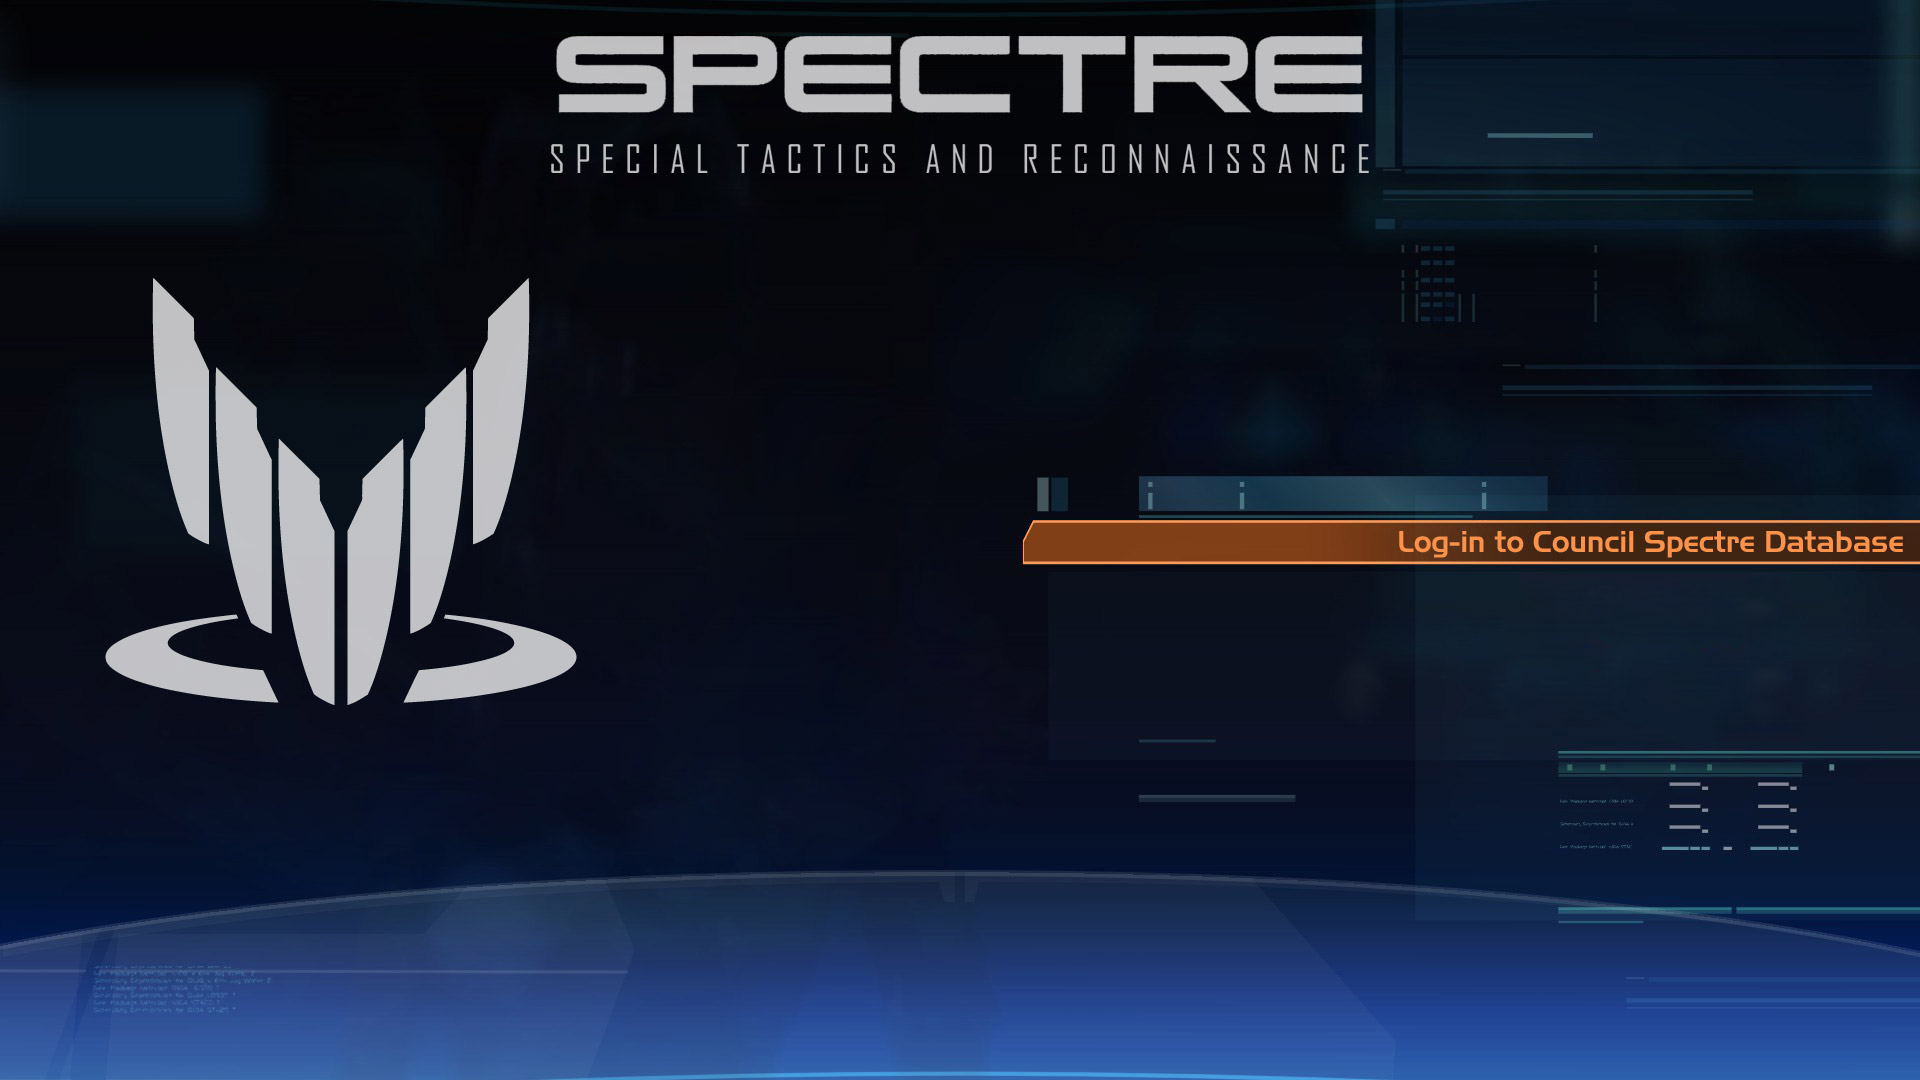 SPECTRE
SPECIAL TACTICS AND RECONNAISSANCE
Log-in to Council Spectre Database